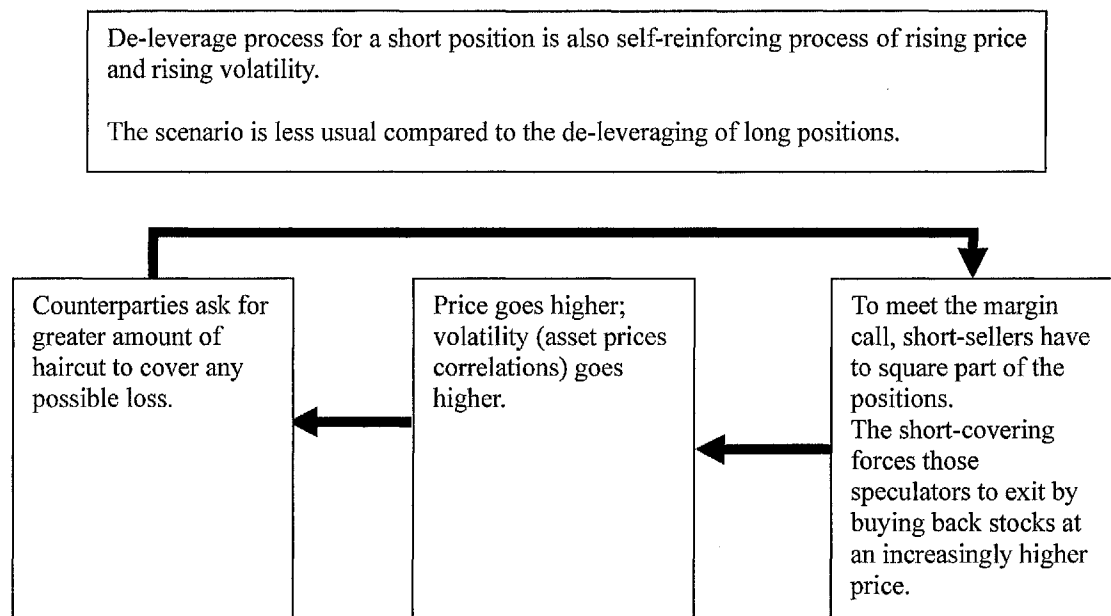 De-leverage process for a short position is also self-reinforcing process of rising price
and rising volatility.
The scenario is less usual compared to the de-leveraging of long positions.
Counterparties ask for
greater amount of
haircut to cover any
possible loss.
Price goes higher;
volatility (asset prices
correlations) goes
higher.
To meet the margin
call, short-sellers have
to square part of the
positions.
The short-covering
forces those
speculators to exit by
buying back stocks at
an increasingly higher
price.